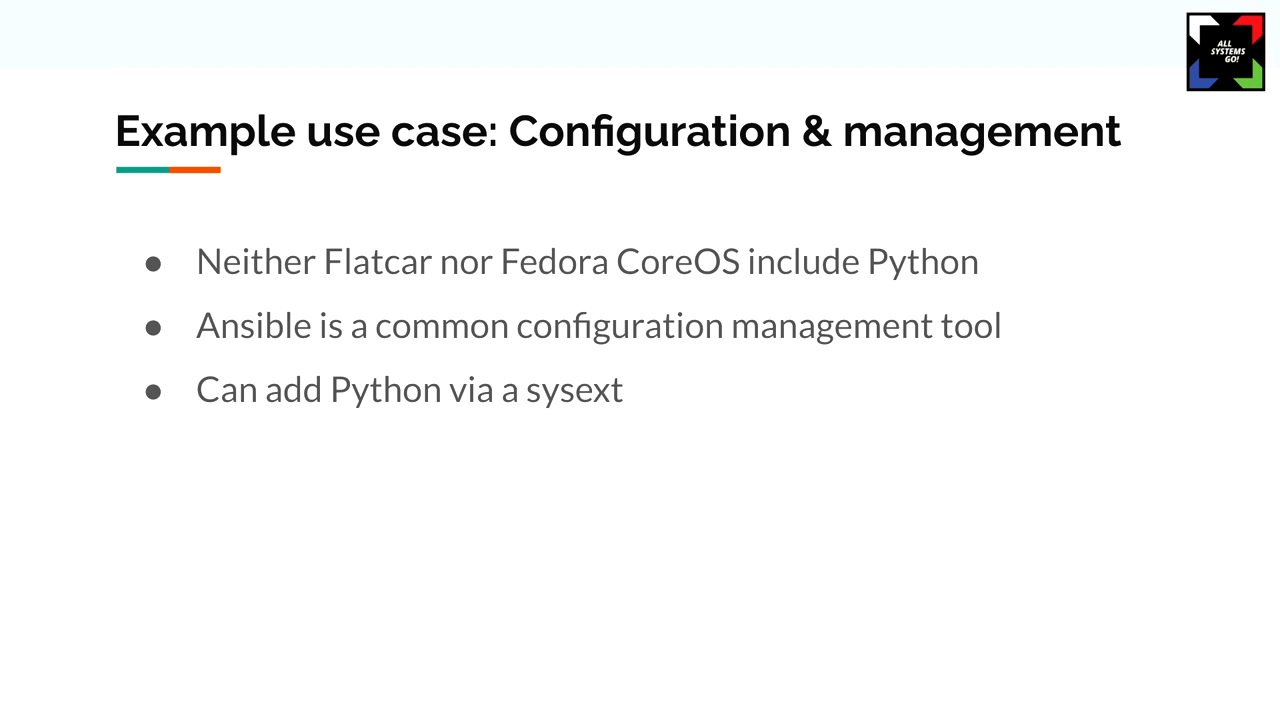 ALL
SYSTEMS
GO!
Example use case: Configuration & management
● Neither Flatcar nor Fedora CoreOS include Python
● Ansible is a common configuration management tool
● Can add Python via a sysext